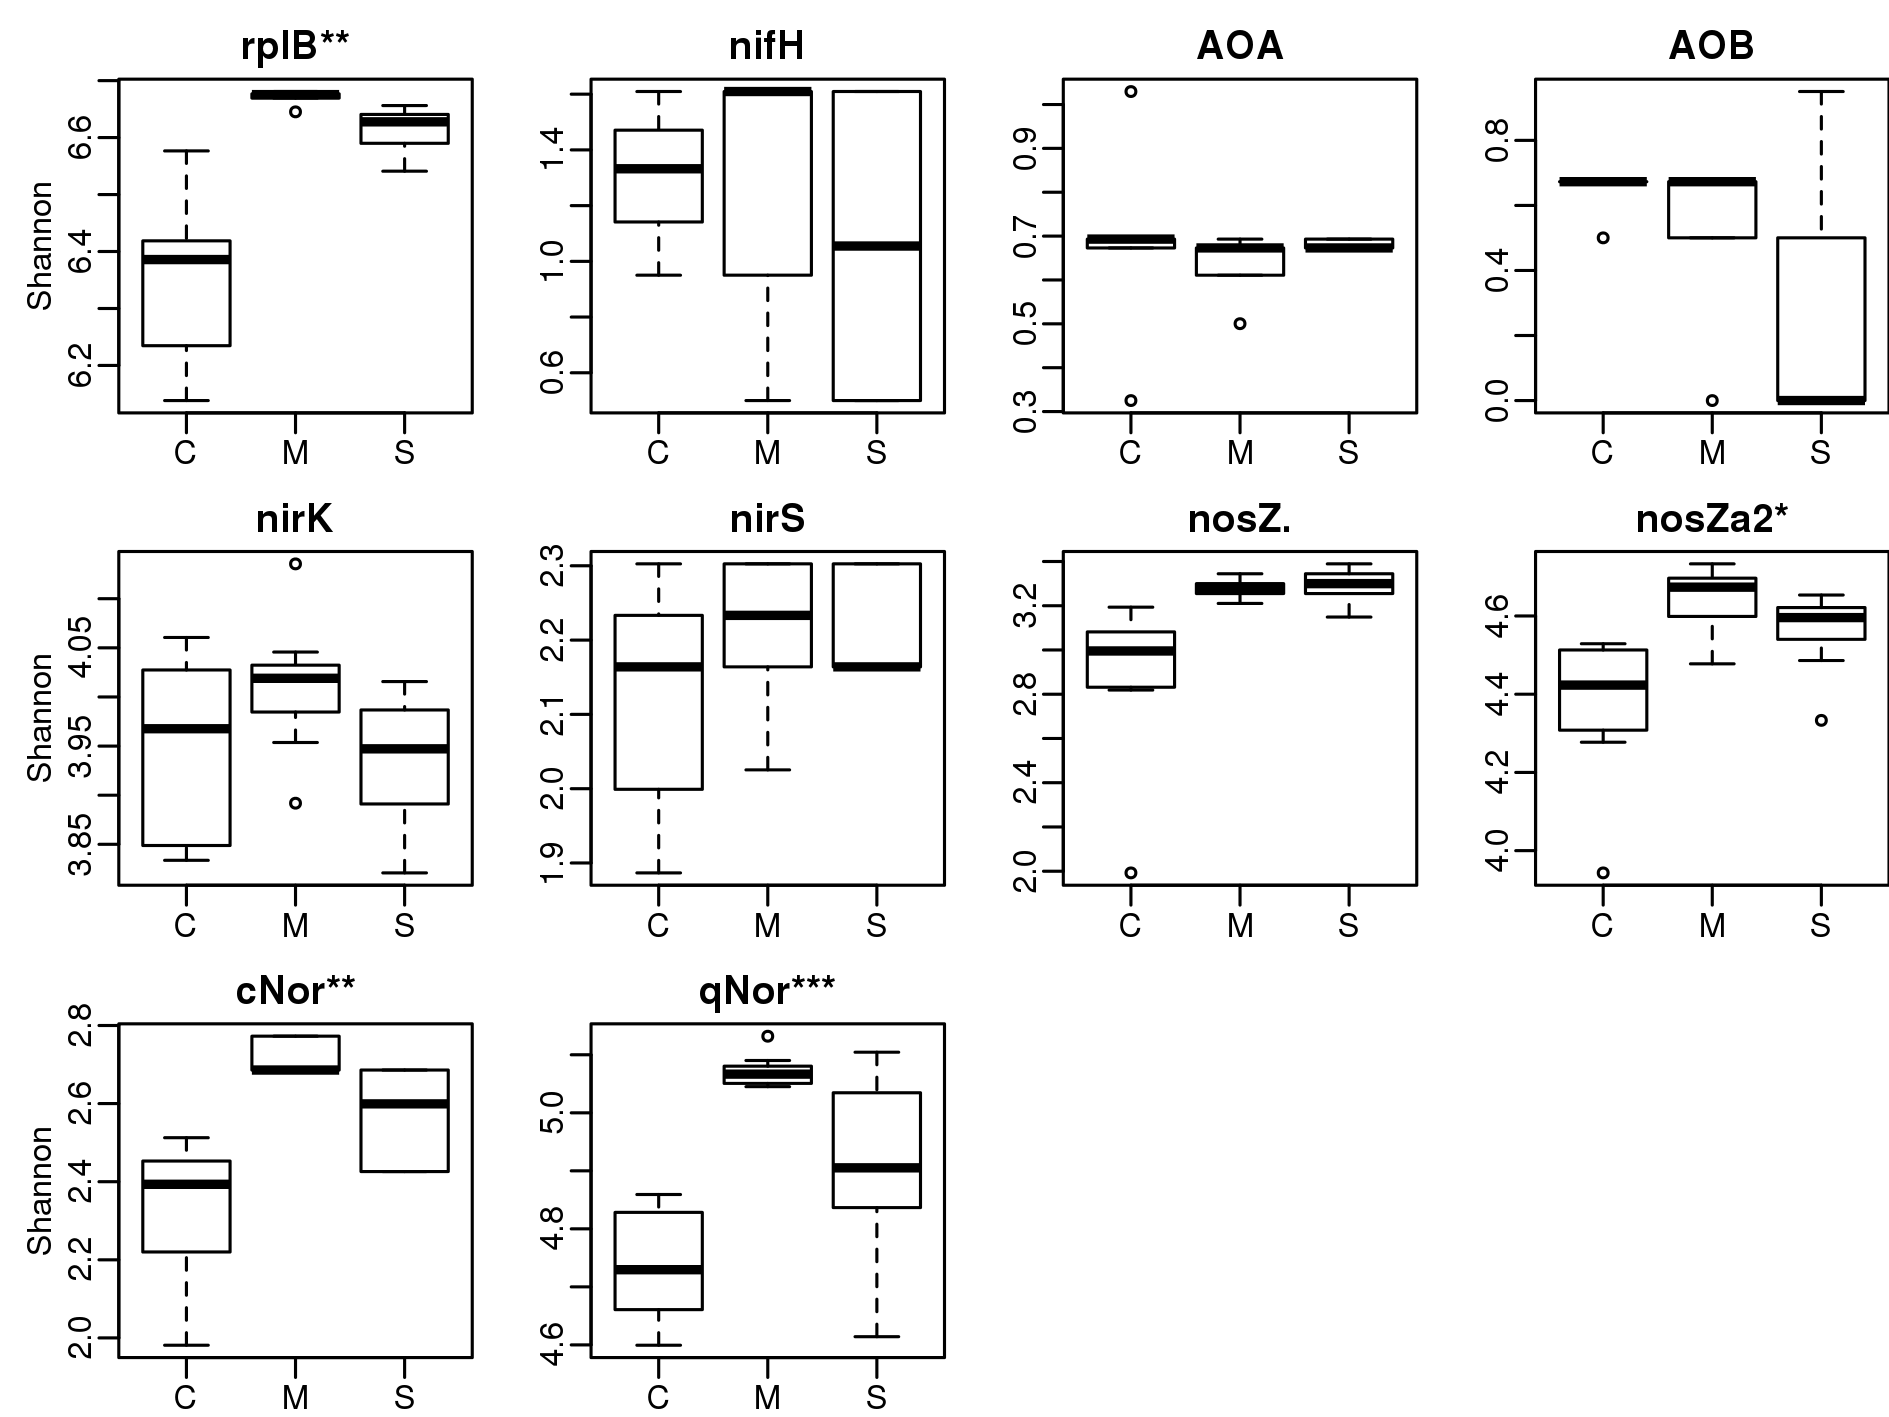 rplB** nifH AOA AOB
Shannon
6.2 6.4 6.6
0.6 1.0 1.4
0.3 0.5 0.7 0.9
0.0 0.4 0.8
C M S C M S C M S C M S
nirK nirS nosZ. nosZa2*
Shannon
3.85 3.95 4.05
1.9 2.0 2.1 2.2 2.3
2.0 2.4 2.8 3.2
4.0 4.2 4.4 4.6
C M S C M S C M S C M S
cNor** qNor***
Shannon
2.0 2.2 2.4 2.6 2.8
4.6 4.8 5.0
C M S C M S